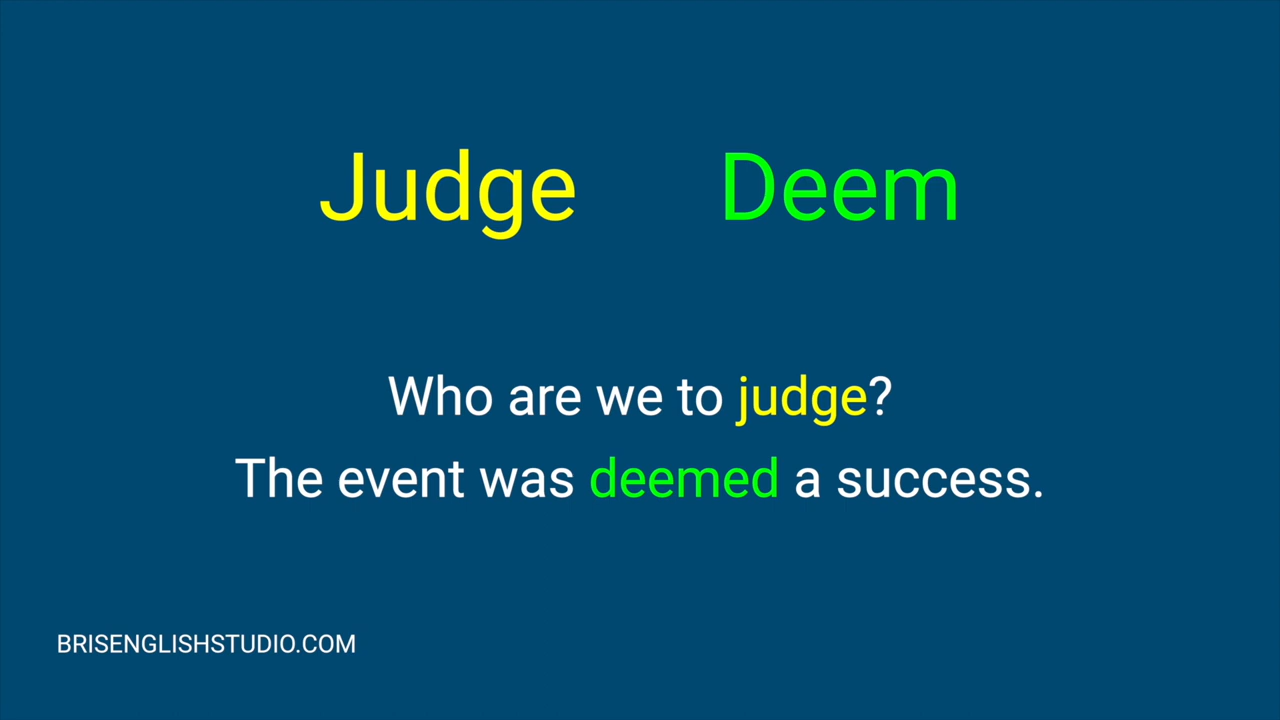 Judge Deem
Who are we to judge?
The event was deemed a success.
BRISENGLISHSTUDIO.COM